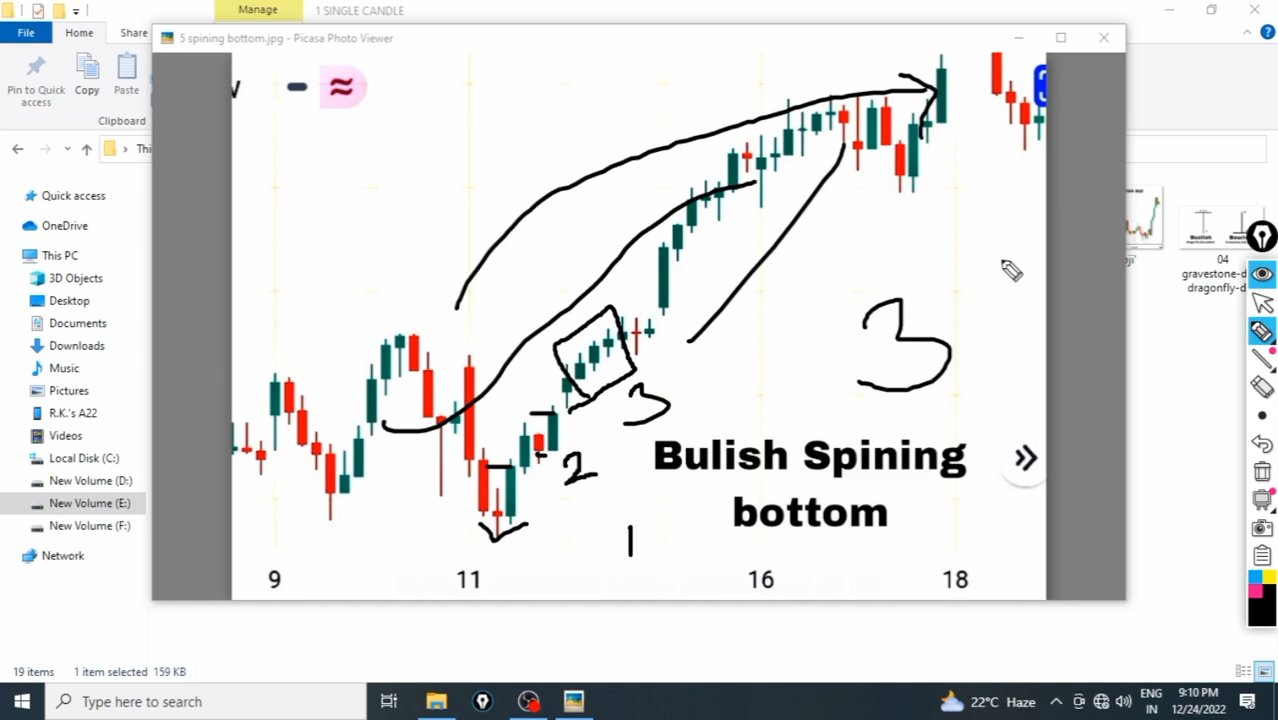 Manage
1 SINGLE CANDLE
File
Home
Share
5 spining bottom.jpg - Picasa Photo Viewer
Pin to Quick
access
Copy
Paste
Clipboard
Thi
Quick access
OneDrive
This PC
3D Objects
Desktop
Documents
Downloads
Music
Pictures
R.K.'s A22
Videos
Local Disk (C:)
New Volume (D:)
New Volume (E:)
New Volume (F:)
Network
3
3
2
1
Bulish Spining
bottom
9
11
16
18
04
gravestone-d
dragonfly-d
19 items
1 item selected 159 KB
Type here to search
22°C Haze
ENG
IN
9:10 PM
12/24/2022